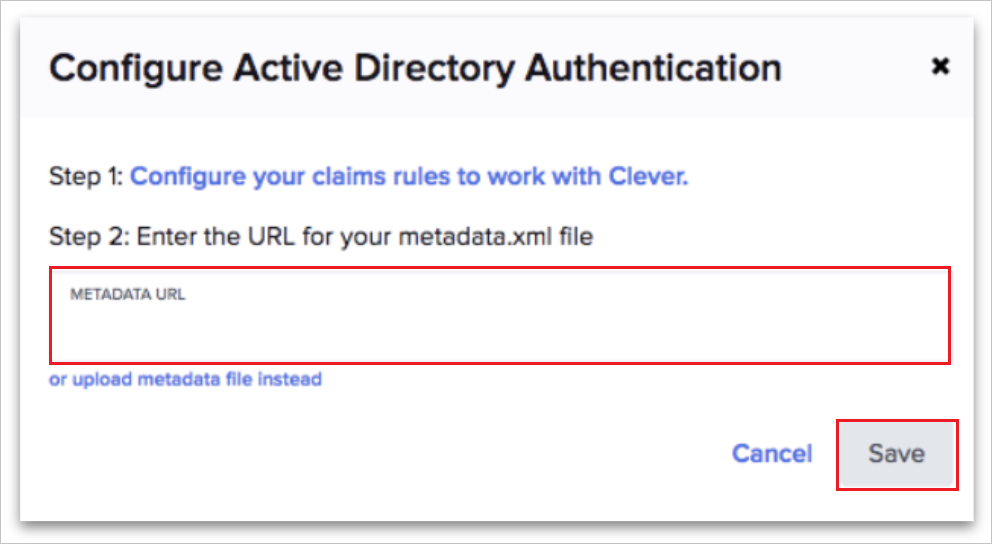 Configure Active Directory Authentication
Step 1: Configure your claims rules to work with Clever.
Step 2: Enter the URL for your metadata.xml file
METADATA URL
or upload metadata file instead
Cancel Save